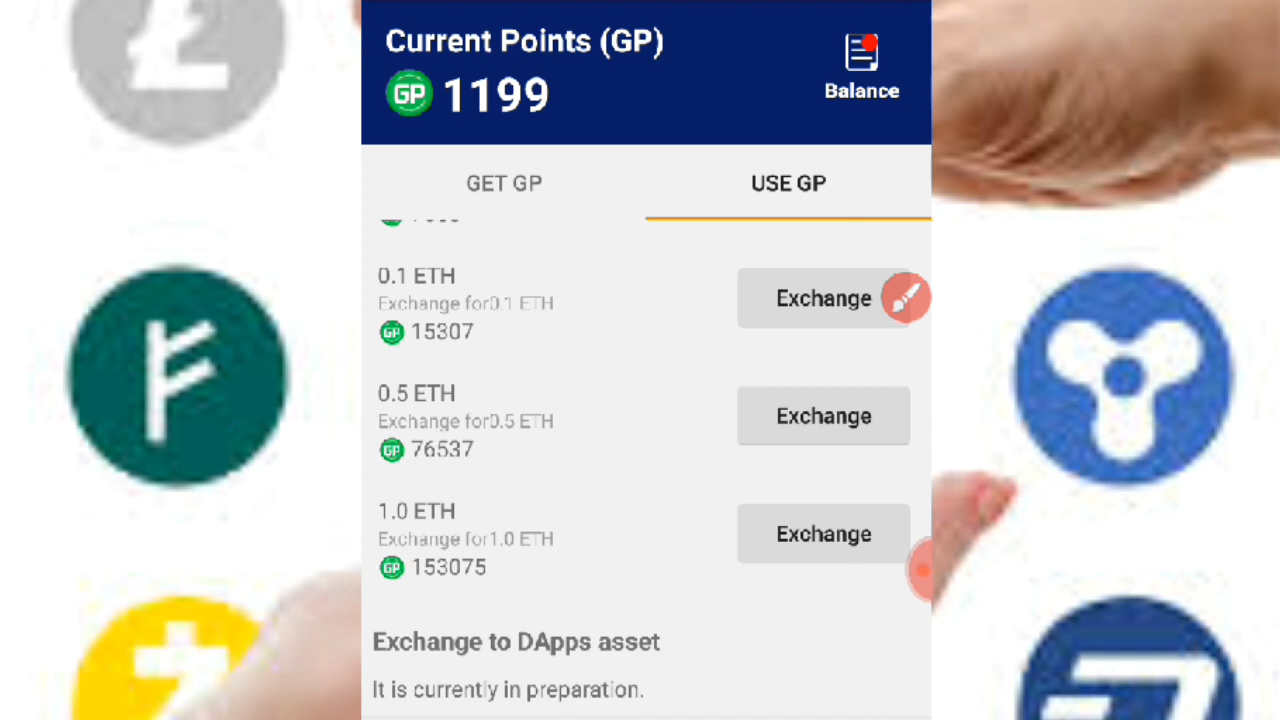 Current Points (GP)
GP 1199
Balance
GET GP
USE GP
0.1 ETH
Exchange for0.1 ETH
GP 15307
Exchange
0.5 ETH
Exchange for0.5 ETH
GP 76537
Exchange
1.0 ETH
Exchange for1.0 ETH
GP 153075
Exchange
Exchange to DApps asset
It is currently in preparation.